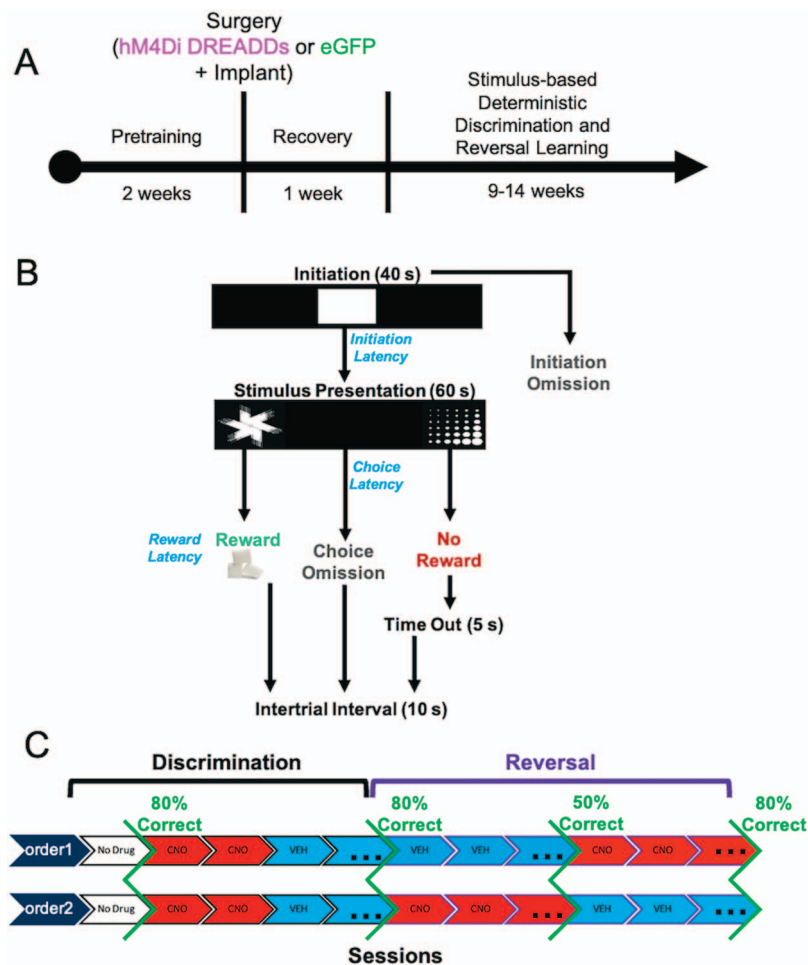 A
Surgery
(hM4Di DREADDs or eGFP
+ Implant)
Pretraining
Recovery
Stimulus-based
Deterministic
Discrimination and
Reversal Learning
2 weeks
1 week
9-14 weeks
B
Initiation (40 s)
Initiation
Latency
Initiation
Omission
Stimulus Presentation (60 s)
Choice
Latency
Reward
Latency
Reward
Choice
Omission
No
Reward
Time Out (5 s)
Intertrial Interval (10 s)
C
Discrimination
Reversal
80%
Correct
80%
Correct
50%
Correct
80%
Correct
order1 No Drug CNO CNO VEH ... VEH VEH ... CNO CNO ...
order2 No Drug CNO CNO VEH ... CNO CNO ... VEH VEH ...
Sessions